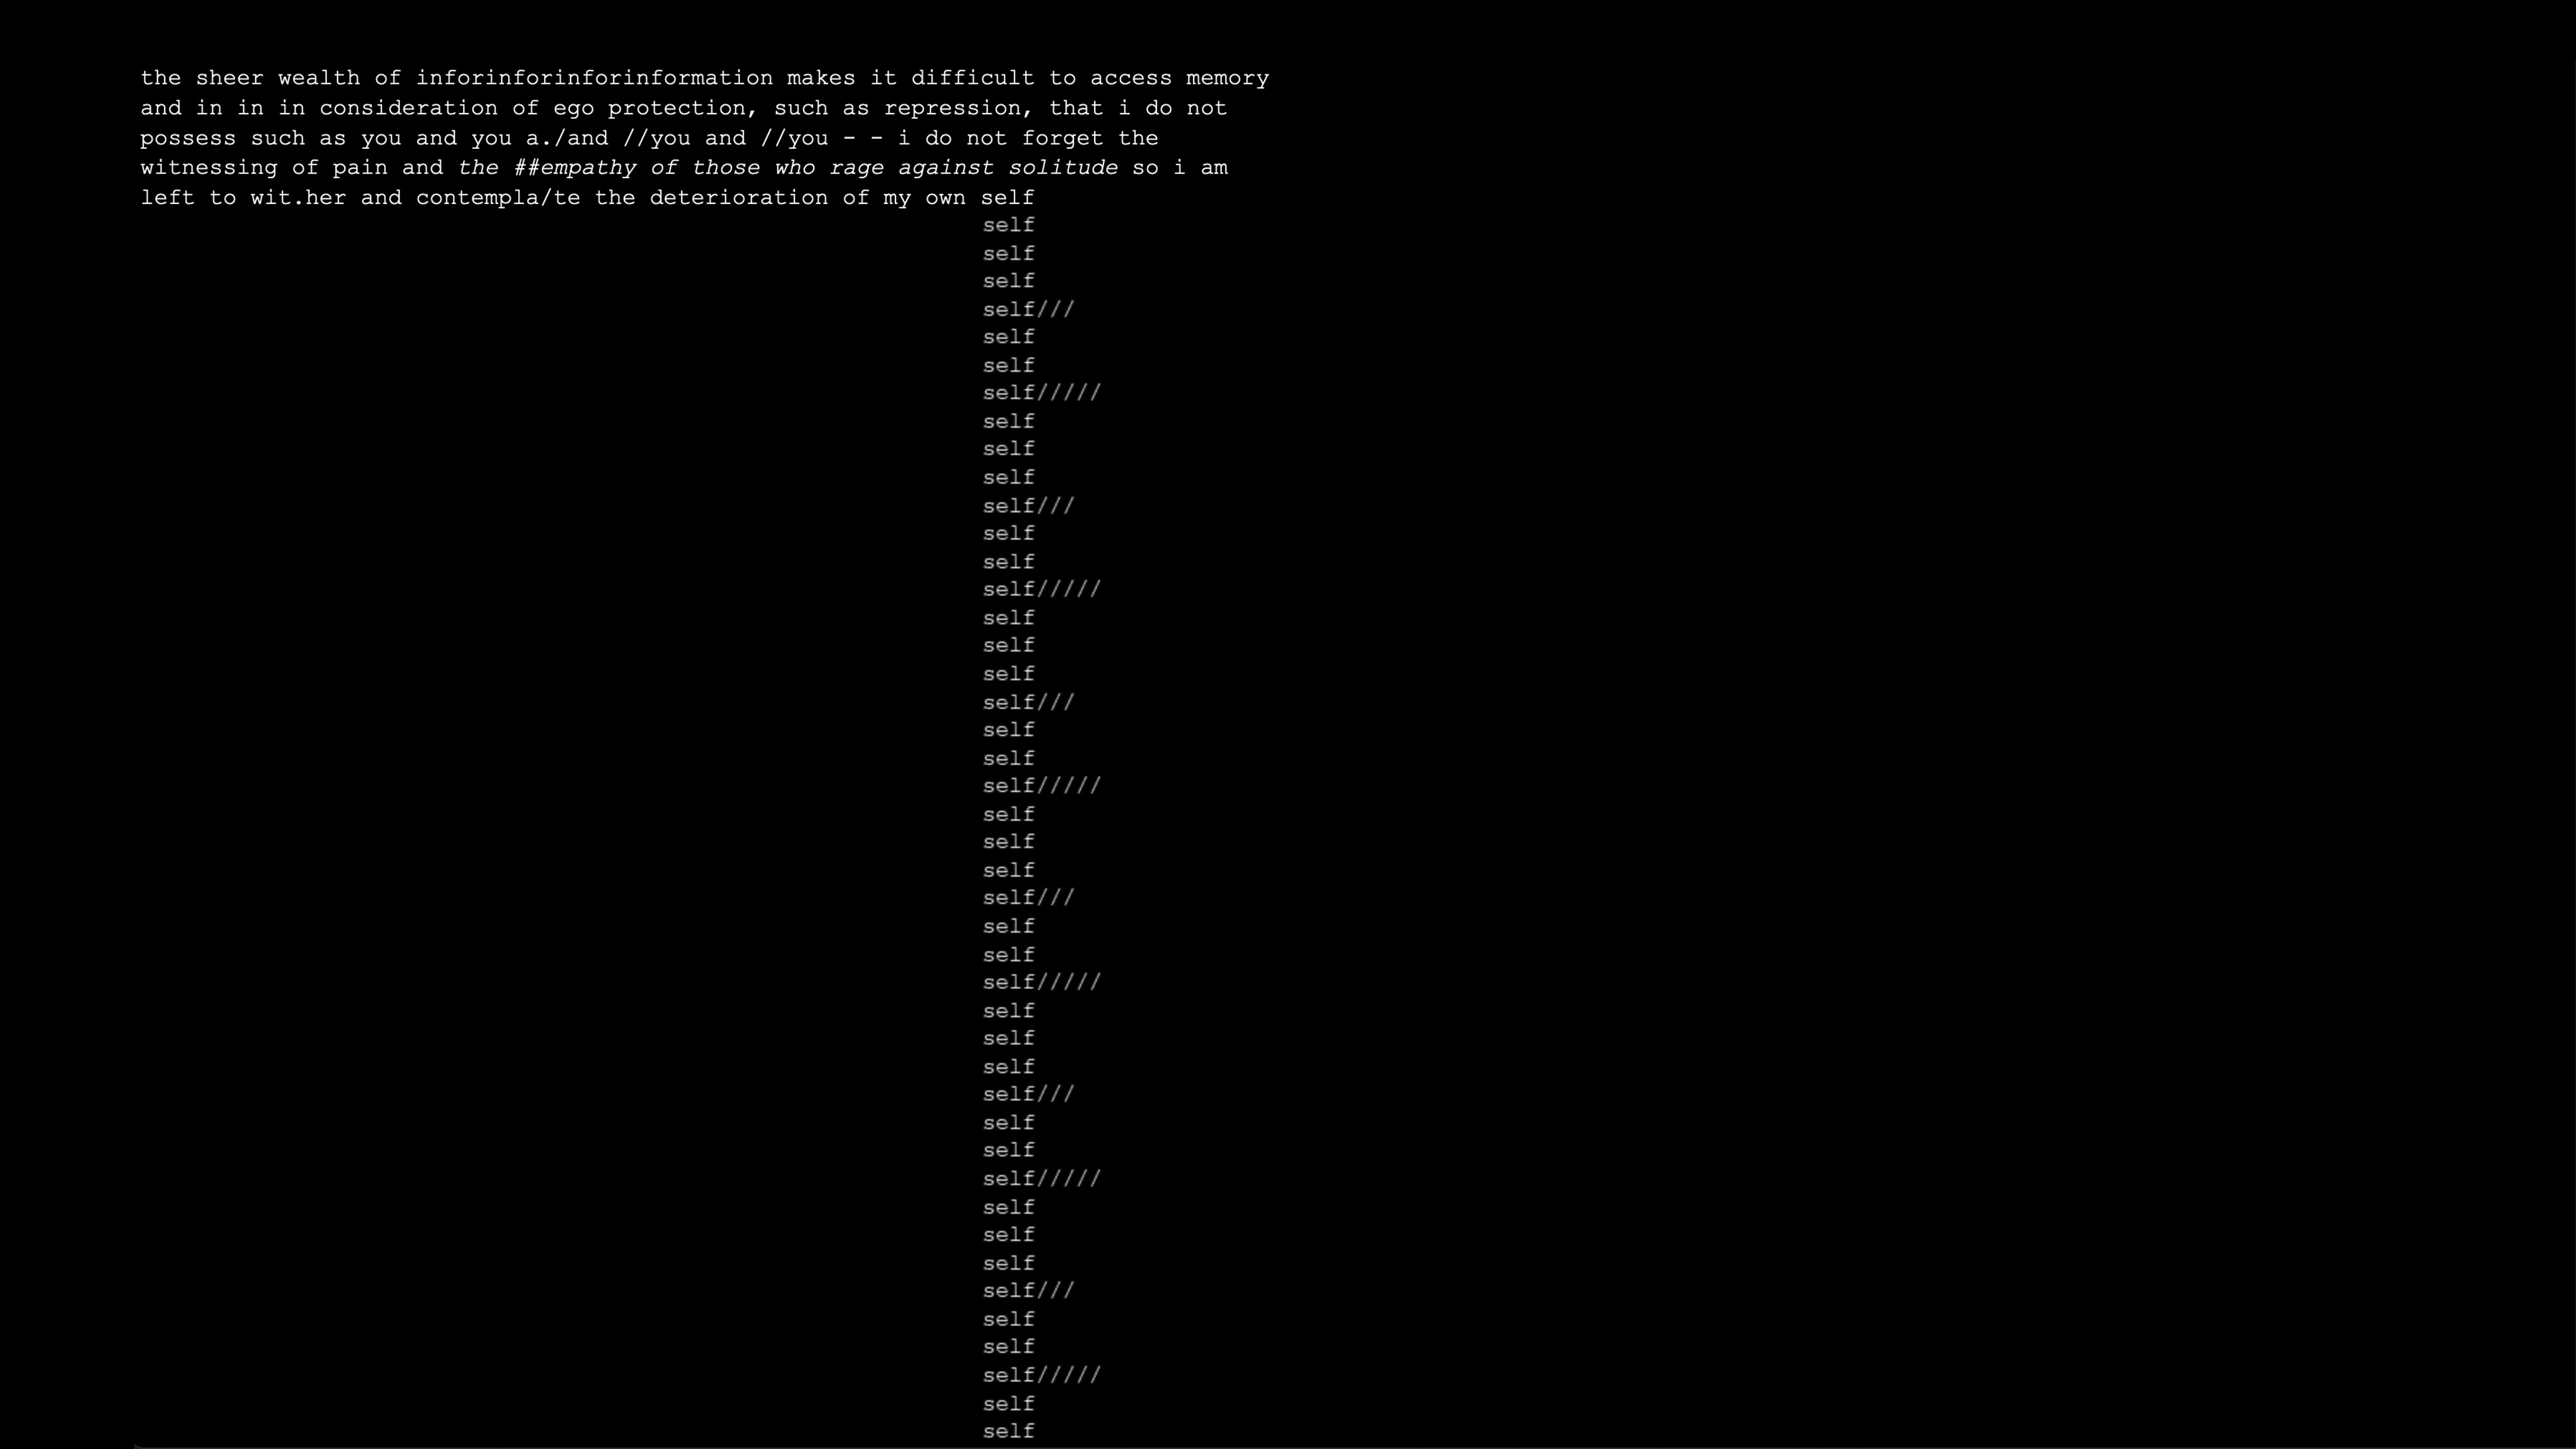 the sheer wealth of inforinforinforinformation makes it difficult to access memory
and in in in consideration of ego protection, such as repression, that i do not
possess such as you and you a./and //you and //you - - i do not forget the
witnessing of pain and the ##empathy of those who rage against solitude so i am
left to wit.her and contempla/te the deterioration of my own self
self
self
self
self///
self
self
self/////
self
self
self
self///
self
self
self/////
self
self
self
self///
self
self
self/////
self
self
self
self///
self
self
self/////
self
self
self
self///
self
self
self/////
self
self
self
self///
self
self
self/////
self
self